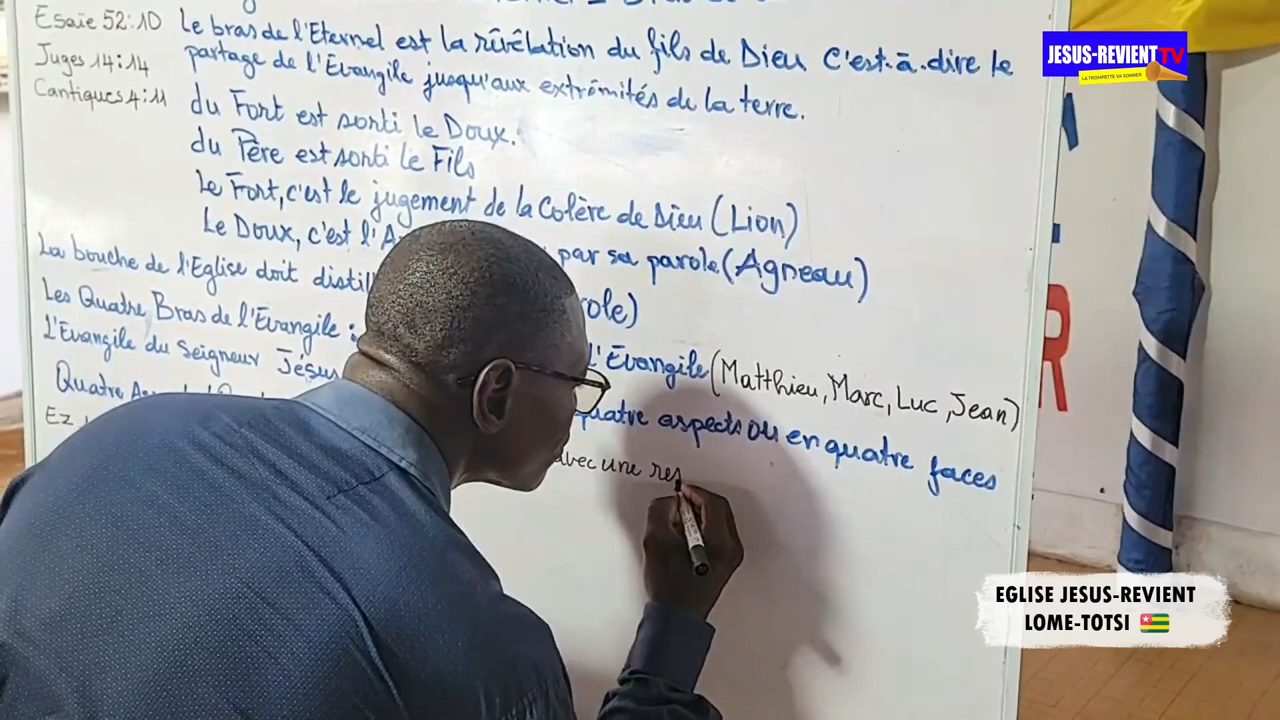 Esaïe 52:10
Juges 14:14
Cantiques 4:11
Le bras de l'Eternel est la rēvēlation du fils de Dieu C'est-à-dire le
partage de l'Evangile jusqu'aux extrémités de la terre.
du Fort est sorti le Doux.
du Père est sorti le Fils
Le Fort, c'est le jugement de la Colère de Dieu (Lion)
Le Doux, c'est l'A par sa parole (Agneau)
La bouche de l'Eglise doit distil role)
Les Quatre Bras de l'Evangile :
L'Evangile du Seigneur Jésus l'Évangile (Matthieu, Marc, Luc, Jean)
Quatre quatre aspects ou en quatre faces
Ez avec une res
JESUS-REVIENT TV
LA TROMPETTE VA SONNER
R
EGLISE JESUS-REVIENT
LOME-TOTSI